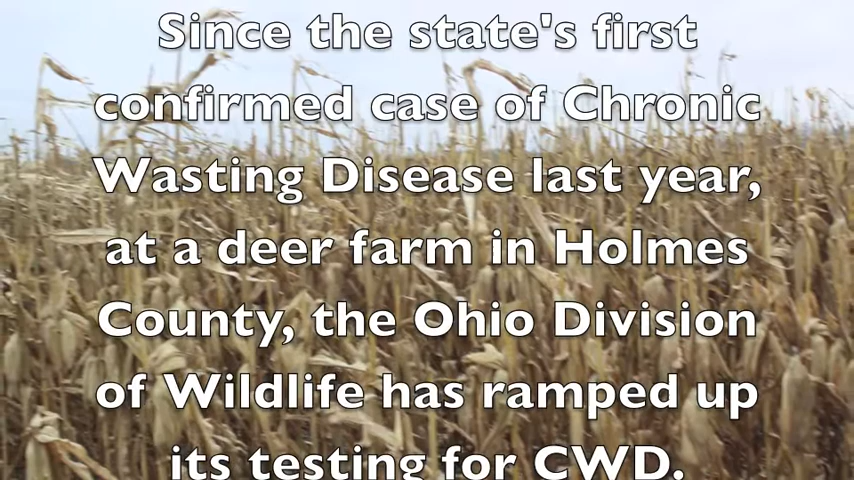 Since the state's first
confirmed case of Chronic
Wasting Disease last year,
at a deer farm in Holmes
County, the Ohio Division
of Wildlife has ramped up
its testing for CWD.